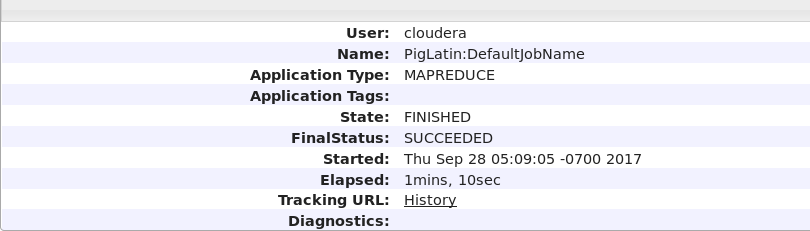 User: cloudera
Name: PigLatin:DefaultJobName
Application Type: MAPREDUCE
Application Tags:
State: FINISHED
FinalStatus: SUCCEEDED
Started: Thu Sep 28 05:09:05 -0700 2017
Elapsed: 1mins, 10sec
Tracking URL: History
Diagnostics: